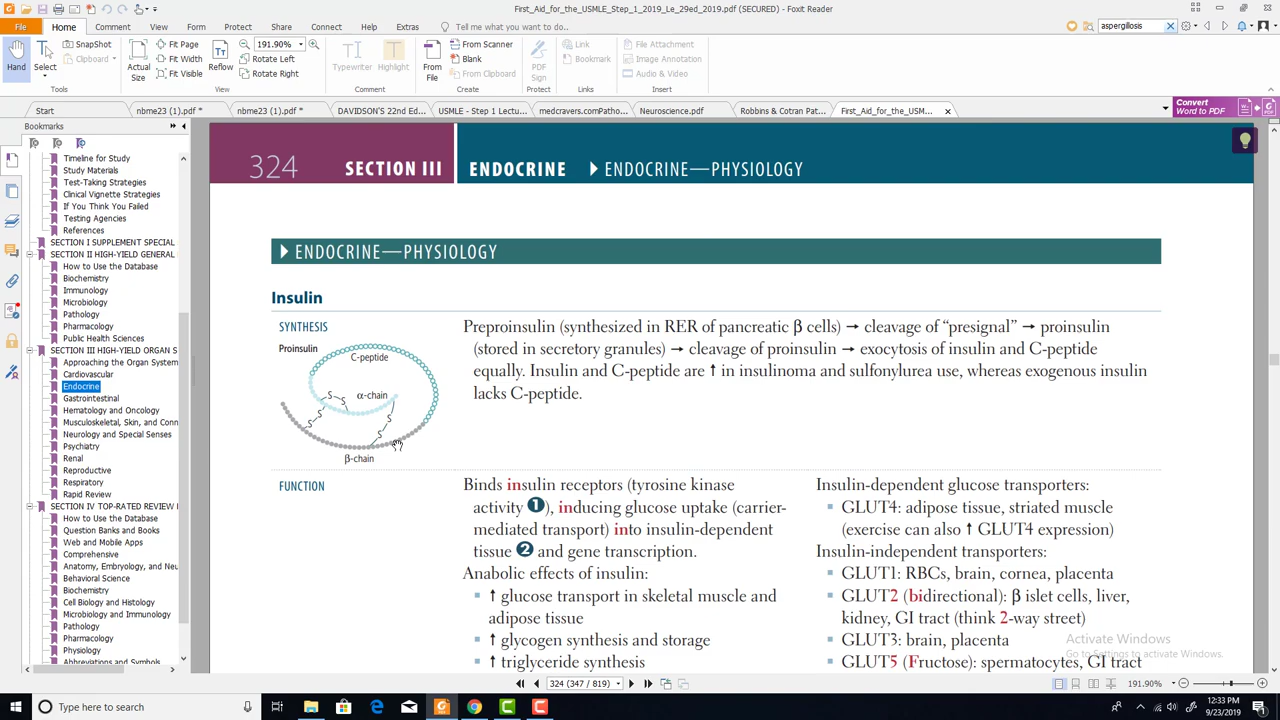 First_Aid_for_the_USMLE_Step_1_2019_Le_29ed_2019.pdf (SECURED) - Foxit Reader
File Home Comment View Form Protect Share Connect Help Extras Tell me what you want to do... aspergillosis
Hand Select SnapShot Clipboard Actual Size Fit Page Fit Width Fit Visible Reflow 191.90% Rotate Left Rotate Right Typewriter Highlight From File From Scanner Blank From Clipboard PDF Sign Link Bookmark File Attachment Image Annotation Audio & Video
Tools View Comment Create Protect Links Insert
Start nbme23 (1).pdf * nbme23 (1).pdf * DAVIDSON'S 22nd Ed... USMLE - Step 1 Lectu... medcravers.comPatho... Neuroscience.pdf Robbins & Cotran Pat... First_Aid_for_the_USM...
Convert Word to PDF
Bookmarks
Timeline for Study
Study Materials
Test-Taking Strategies
Clinical Vignette Strategies
If You Think You Failed
Testing Agencies
References
SECTION I SUPPLEMENT SPECIAL
SECTION II HIGH-YIELD GENERAL
How to Use the Database
Biochemistry
Immunology
Microbiology
Pathology
Pharmacology
Public Health Sciences
SECTION III HIGH-YIELD ORGAN S
Approaching the Organ System
Cardiovascular
Endocrine
Gastrointestinal
Hematology and Oncology
Musculoskeletal, Skin, and Conn
Neurology and Special Senses
Psychiatry
Renal
Reproductive
Respiratory
Rapid Review
SECTION IV TOP-RATED REVIEW
How to Use the Database
Question Banks and Books
Web and Mobile Apps
Comprehensive
Anatomy, Embryology, and Neu
Behavioral Science
Biochemistry
Cell Biology and Histology
Microbiology and Immunology
Pathology
Pharmacology
Physiology
Abbreviations and Symbols
324 SECTION III ENDOCRINE ▶ ENDOCRINE—PHYSIOLOGY
▶ ENDOCRINE—PHYSIOLOGY
Insulin
SYNTHESIS
Proinsulin
C-peptide
α-chain
S S
S S
S S
β-chain
Preproinsulin (synthesized in RER of pancreatic β cells) → cleavage of “presignal” → proinsulin
(stored in secretory granules) → cleavage of proinsulin → exocytosis of insulin and C-peptide
equally. Insulin and C-peptide are ↑ in insulinoma and sulfonylurea use, whereas exogenous insulin
lacks C-peptide.
FUNCTION
Binds insulin receptors (tyrosine kinase
activity 1), inducing glucose uptake (carrier-
mediated transport) into insulin-dependent
tissue 2 and gene transcription.
Anabolic effects of insulin:
▪ ↑ glucose transport in skeletal muscle and
adipose tissue
▪ ↑ glycogen synthesis and storage
▪ ↑ triglyceride synthesis
Insulin-dependent glucose transporters:
▪ GLUT4: adipose tissue, striated muscle
(exercise can also ↑ GLUT4 expression)
Insulin-independent transporters:
▪ GLUT1: RBCs, brain, cornea, placenta
▪ GLUT2 (bidirectional): β islet cells, liver,
kidney, GI tract (think 2-way street)
▪ GLUT3: brain, placenta
▪ GLUT5 (Fructose): spermatocytes, GI tract
Activate Windows
Go to Settings to activate Windows.
324 (347 / 819) 191.90%
Type here to search
12:33 PM
9/23/2019